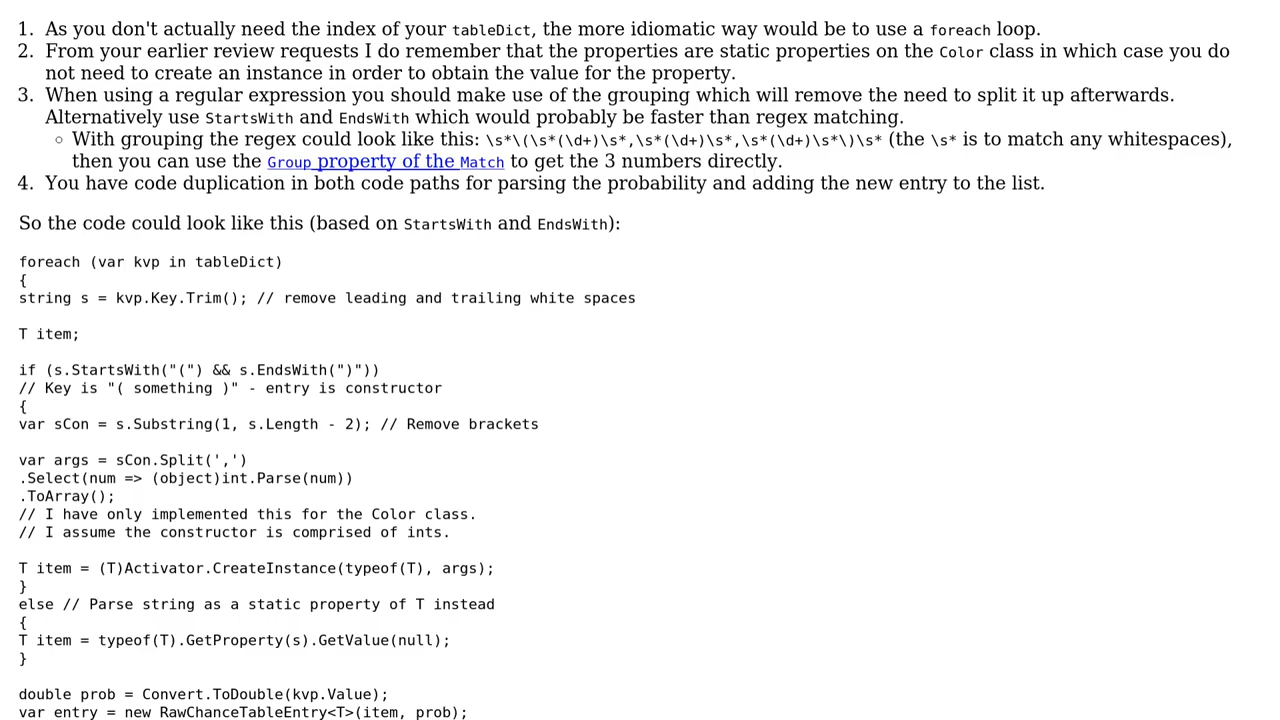 1. As you don't actually need the index of your tableDict, the more idiomatic way would be to use a foreach loop.
2. From your earlier review requests I do remember that the properties are static properties on the Color class in which case you do
not need to create an instance in order to obtain the value for the property.
3. When using a regular expression you should make use of the grouping which will remove the need to split it up afterwards.
Alternatively use StartsWith and EndsWith which would probably be faster than regex matching.
◦ With grouping the regex could look like this: \s*\(\s*(\d+)\s*,\s*(\d+)\s*,\s*(\d+)\s*\)\s* (the \s* is to match any whitespaces),
then you can use the Group property of the Match to get the 3 numbers directly.
4. You have code duplication in both code paths for parsing the probability and adding the new entry to the list.
So the code could look like this (based on StartsWith and EndsWith):
foreach (var kvp in tableDict)
{
string s = kvp.Key.Trim(); // remove leading and trailing white spaces
T item;
if (s.StartsWith("(") && s.EndsWith(")"))
// Key is "( something )" - entry is constructor
{
var sCon = s.Substring(1, s.Length - 2); // Remove brackets
var args = sCon.Split(',')
.Select(num => (object)int.Parse(num))
.ToArray();
// I have only implemented this for the Color class.
// I assume the constructor is comprised of ints.
T item = (T)Activator.CreateInstance(typeof(T), args);
}
else // Parse string as a static property of T instead
{
T item = typeof(T).GetProperty(s).GetValue(null);
}
double prob = Convert.ToDouble(kvp.Value);
var entry = new RawChanceTableEntry<T>(item, prob);